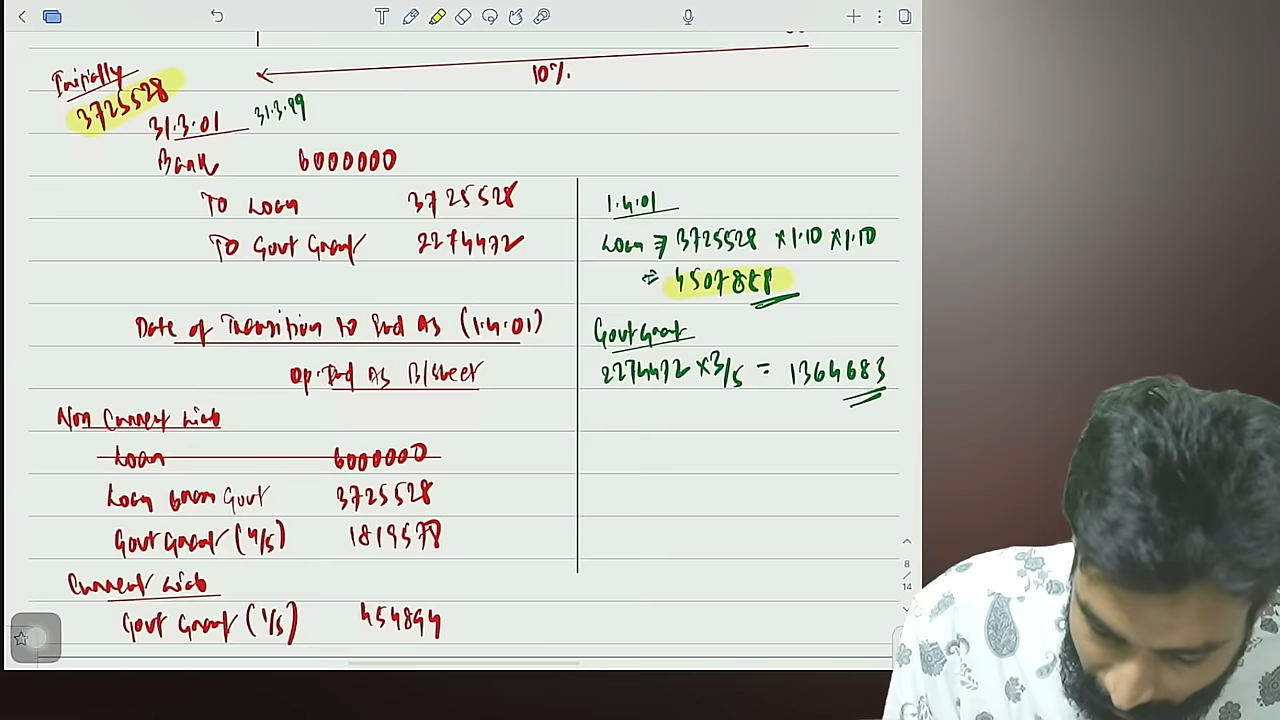 10%
Initially
3725528
31.3.01
31.3.99
Bank 6000000
To Loan 3725528
To Govt Grant 2274472
Date of Transition to Ind As (1.4.01)
op. Ind As B/sheet
Non Current Liab
Loan 6000000
Loan from Govt 3725528
Govt Grant (4/5) 1819578
Current Liab
Govt Grant (1/5) 454894
1.4.01
Loan ⇒ 3725528 ×1.10 ×1.10
⇒ 4507888
Govt Grant
2274472 × 3/5 = 1364683
8
/
14